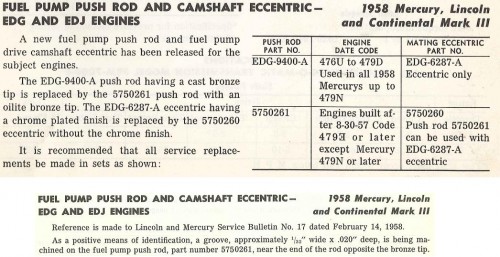 FUEL PUMP PUSH ROD AND CAMSHAFT ECCENTRIC—
EDG AND EDJ ENGINES
1958 Mercury, Lincoln
and Continental Mark III
A new fuel pump push rod and fuel pump
drive camshaft eccentric has been released for the
subject engines.
The EDG-9400-A push rod having a cast bronze
tip is replaced by the 5750261 push rod with an
oilite bronze tip. The EDG-6287-A eccentric having
a chrome plated finish is replaced by the 5750260
eccentric without the chrome finish.
It is recommended that all service replace-
ments be made in sets as shown:
PUSH ROD
PART NO.
ENGINE
DATE CODE
MATING ECCENTRIC
PART NO.
EDG-9400-A
476U to 479D
Used in all 1958
Mercurys up to
479N
EDG-6287-A
Eccentric only
5750261
Engines built af-
ter 8-30-57 Code
479Ǝ or later
except Mercury
479N or later
5750260
Push rod 5750261
can be used with
EDG-6287-A
eccentric
FUEL PUMP PUSH ROD AND CAMSHAFT ECCENTRIC—
EDG AND EDJ ENGINES
1958 Mercury, Lincoln
and Continental Mark III
Reference is made to Lincoln and Mercury Service Bulletin No. 17 dated February 14, 1958.
As a positive means of identification, a groove, approximately 1/32" wide x .020" deep, is being ma-
chined on the fuel pump push rod, part number 5750261, near the end of the rod opposite the bronze tip.